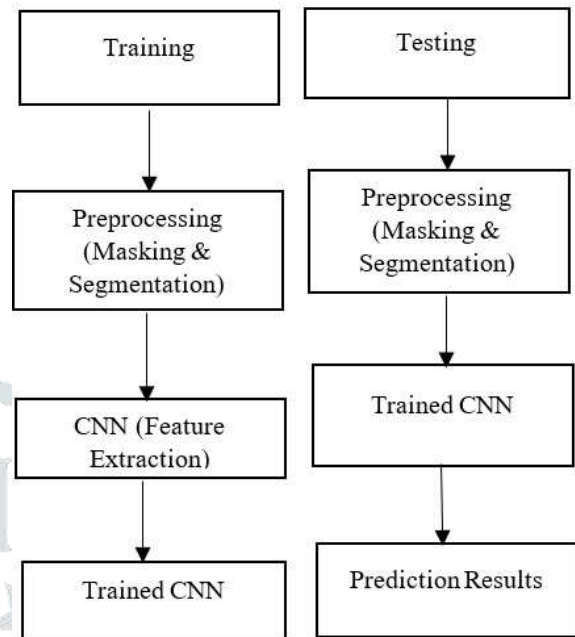 Training
Preprocessing
(Masking &
Segmentation)
CNN (Feature
Extraction)
Trained CNN
Testing
Preprocessing
(Masking &
Segmentation)
Trained CNN
Prediction Results